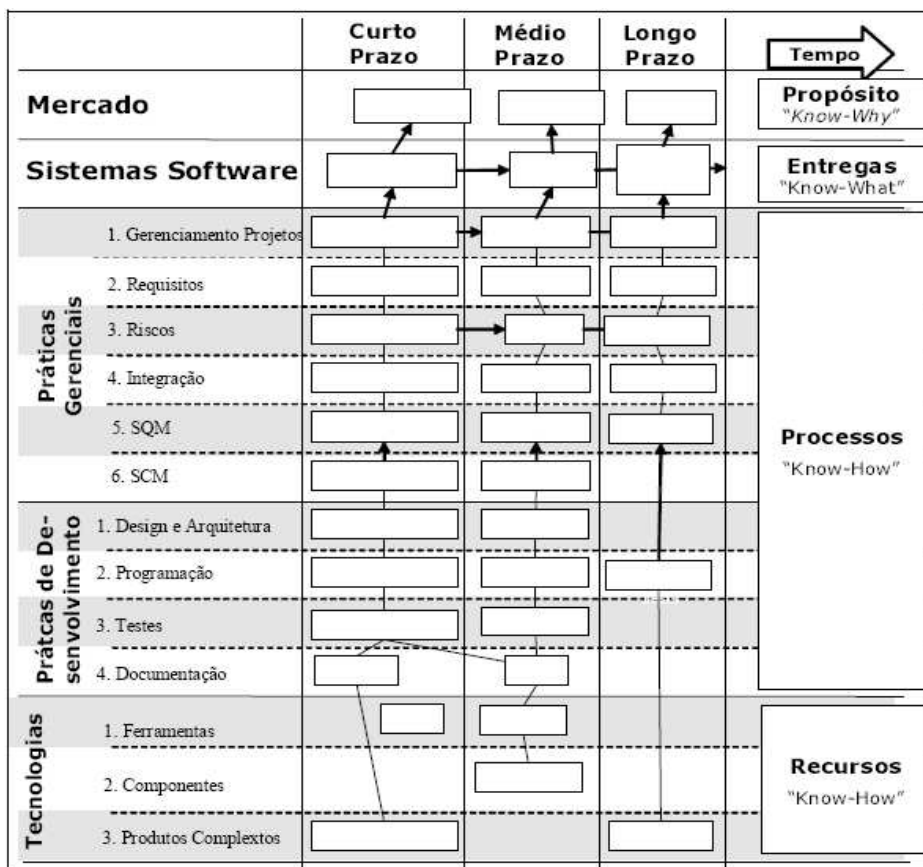 Curto
Prazo
Médio
Prazo
Longo
Prazo
Tempo
Mercado
Propósito
"Know-Why"
Sistemas Software
Entregas
"Know-What"
Práticas
Gerenciais
1. Gerenciamento Projetos
2. Requisitos
3. Riscos
4. Integração
5. SQM
6. SCM
Processos
"Know-How"
Prátcas de De-
senvolvimento
1. Design e Arquitetura
2. Programação
3. Testes
4. Documentação
Tecnologias
1. Ferramentas
2. Componentes
3. Produtos Complextos
Recursos
"Know-How"